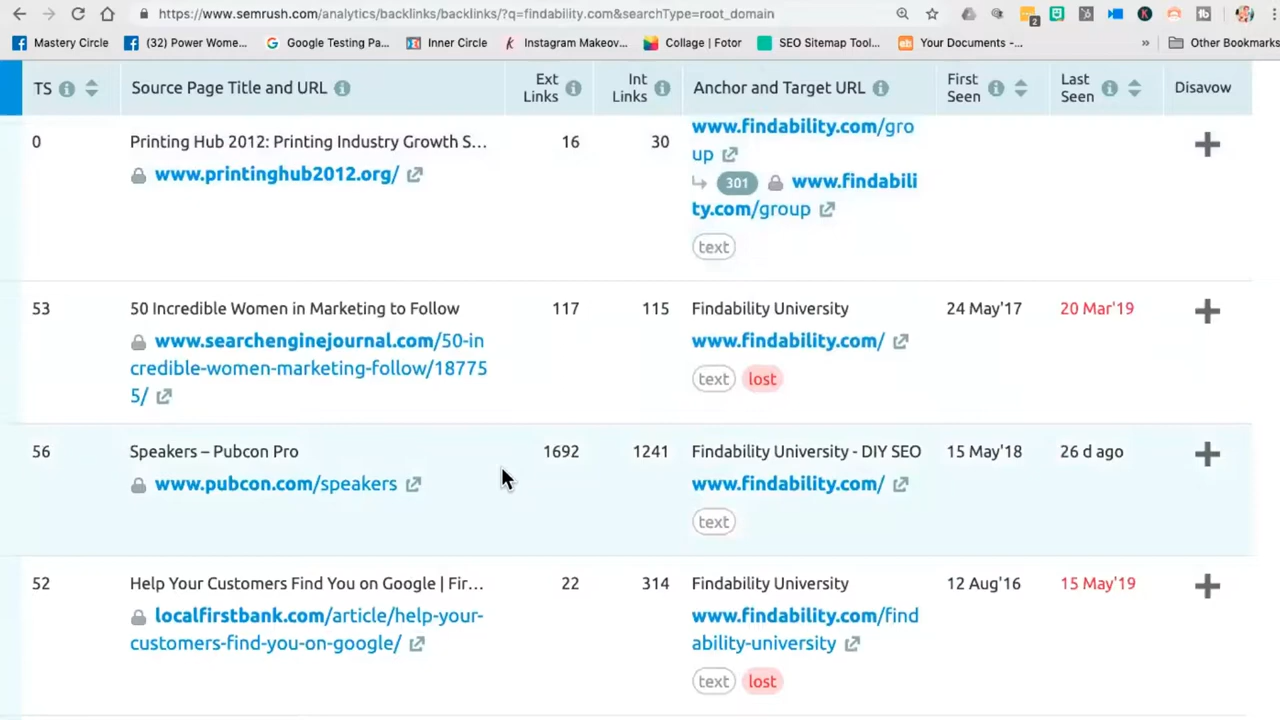 https://www.semrush.com/analytics/backlinks/backlinks/?q=findability.com&searchType=root_domain
2
Mastery Circle
(32) Power Wome...
Google Testing Pa...
Inner Circle
Instagram Makeov...
Collage | Fotor
SEO Sitemap Tool...
Your Documents -...
»
Other Bookmarks
TS
Source Page Title and URL
Ext Links
Int Links
Anchor and Target URL
First Seen
Last Seen
Disavow
0
Printing Hub 2012: Printing Industry Growth S...
www.printinghub2012.org/
16
30
www.findability.com/gro
up
301 www.findabili
ty.com/group
text
53
50 Incredible Women in Marketing to Follow
www.searchenginejournal.com/50-in
credible-women-marketing-follow/18775
5/
117
115
Findability University
www.findability.com/
text lost
24 May'17
20 Mar'19
56
Speakers – Pubcon Pro
www.pubcon.com/speakers
1692
1241
Findability University - DIY SEO
www.findability.com/
text
15 May'18
26 d ago
52
Help Your Customers Find You on Google | Fir...
localfirstbank.com/article/help-your-
customers-find-you-on-google/
22
314
Findability University
www.findability.com/find
ability-university
text lost
12 Aug'16
15 May'19